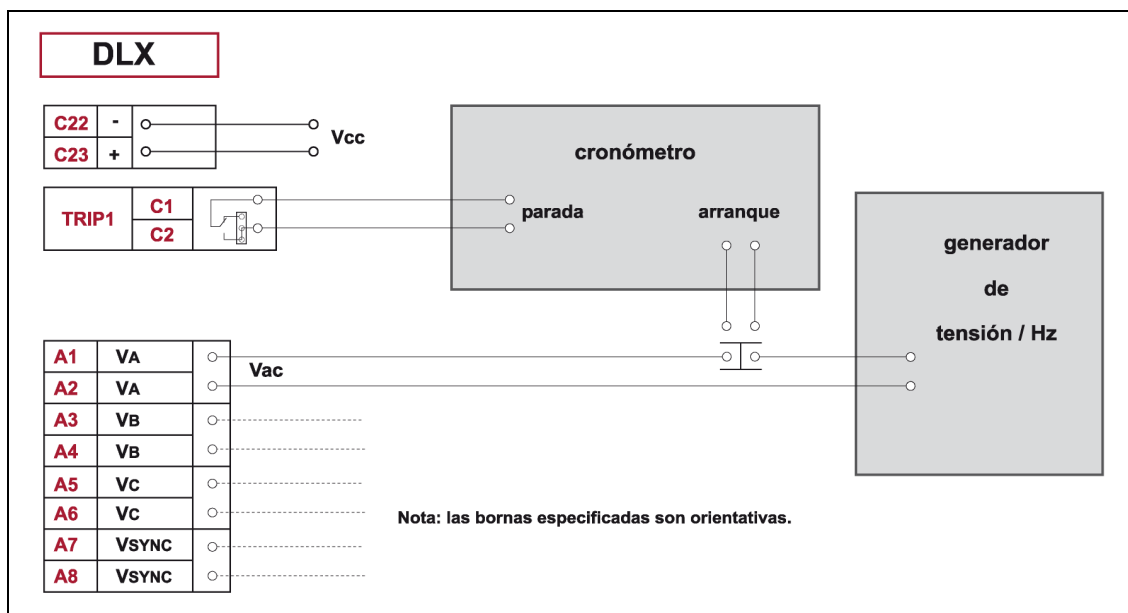 DLX
C22 -
C23 +
Vcc
TRIP1
C1
C2
cronómetro
parada
arranque
generador
de
tensión / Hz
A1 VA
A2 VA
Vac
A3 VB
A4 VB
A5 VC
A6 VC
A7 VSYNC
A8 VSYNC
Nota: las bornas especificadas son orientativas.